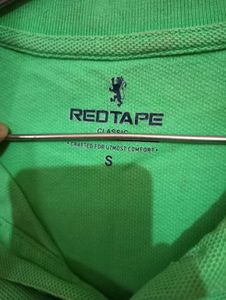 REDTAPE
CLASSIC
• CRAFTED FOR UTMOST COMFORT •
S